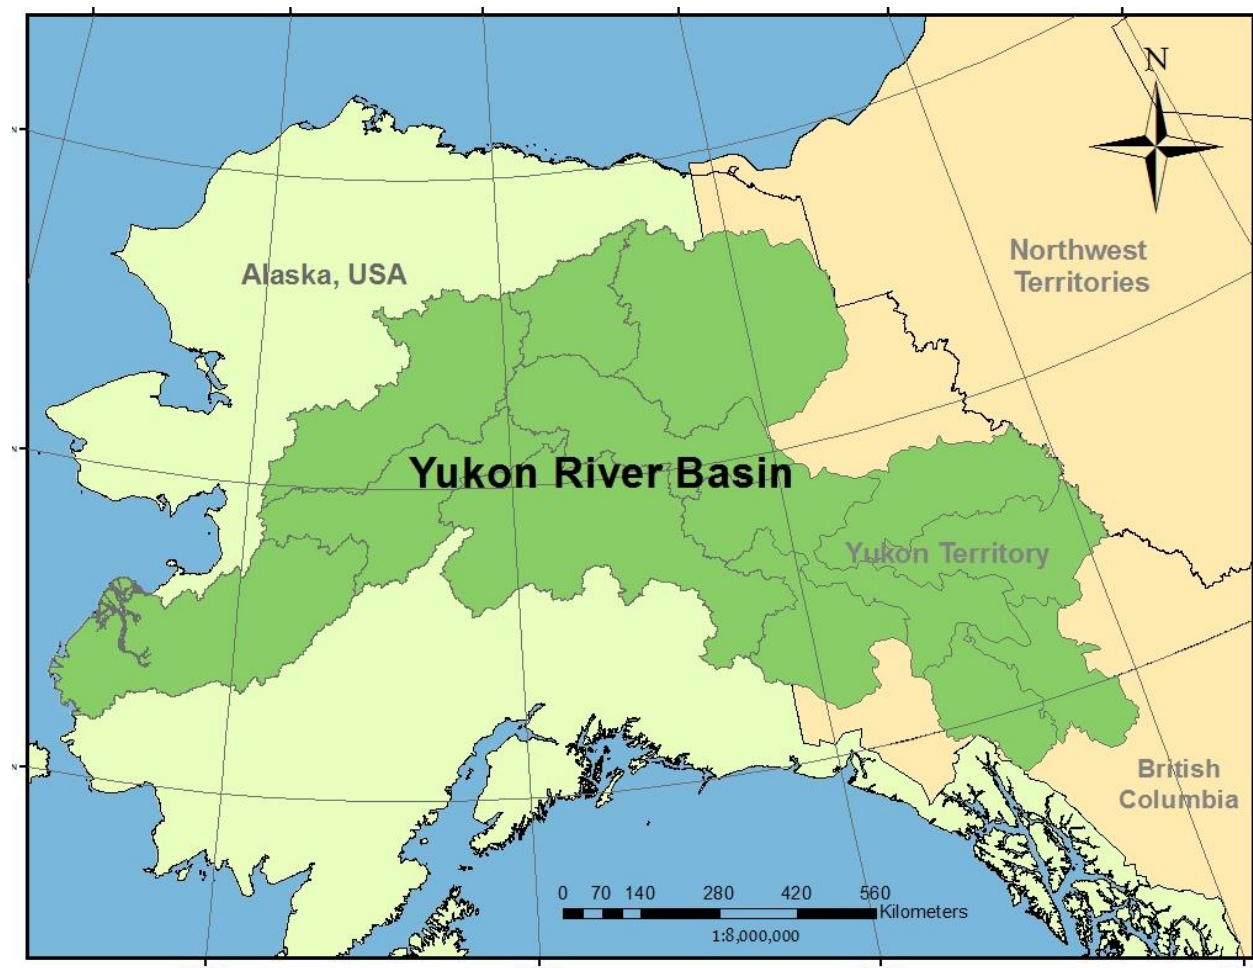 N
Northwest
Territories
Alaska, USA
Yukon River Basin
Yukon Territory
British
Columbia
0 70 140 280 420 560
Kilometers
1:8,000,000